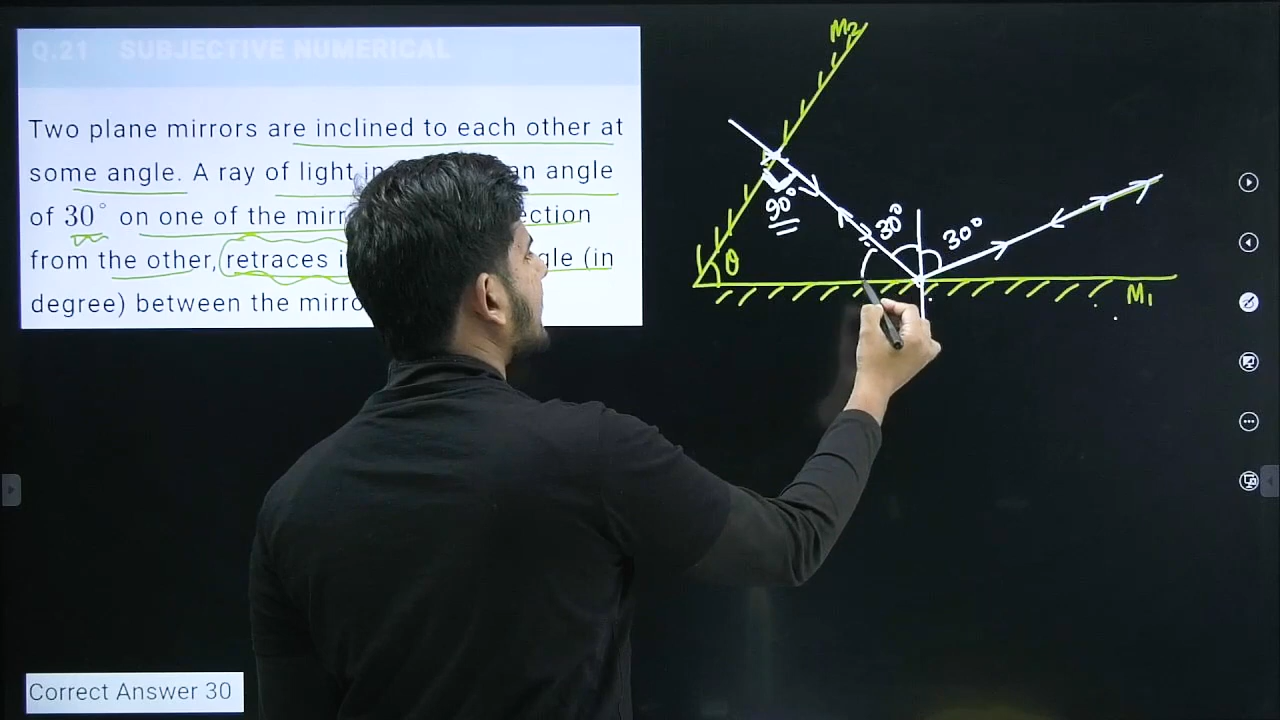 Q.21 SUBJECTIVE NUMERICAL
Two plane mirrors are inclined to each other at
some angle. A ray of light in an angle
of 30° on one of the mirr ection
from the other, retraces i gle (in
degree) between the mirro
Correct Answer 30
M2
90°
30°
30°
θ
M1